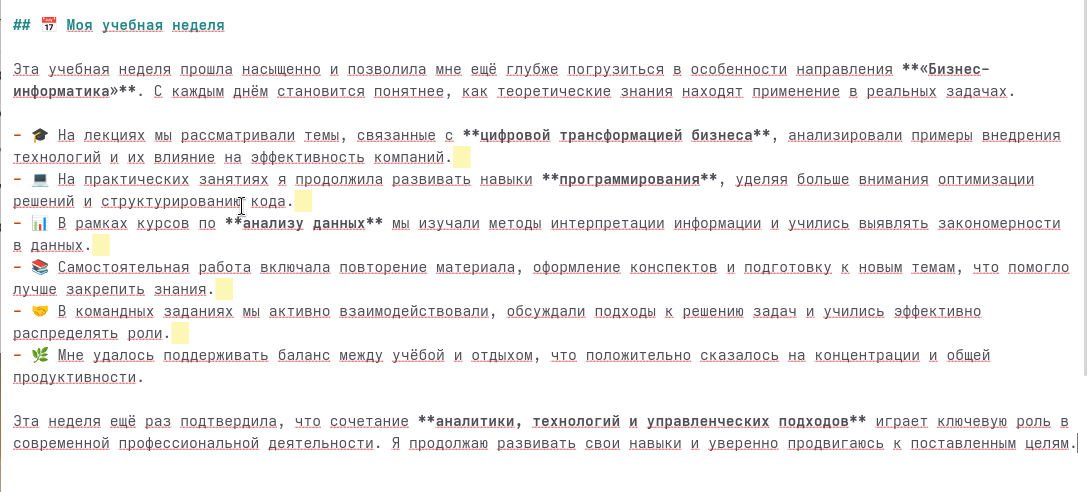 ## 📅 Моя учебная неделя
Эта учебная неделя прошла насыщенно и позволила мне ещё глубже погрузиться в особенности направления **«Бизнес-
информатика»**. С каждым днём становится понятнее, как теоретические знания находят применение в реальных задачах.
- 🎓 На лекциях мы рассматривали темы, связанные с **цифровой трансформацией бизнеса**, анализировали примеры внедрения
технологий и их влияние на эффективность компаний.
- 💻 На практических занятиях я продолжила развивать навыки **программирования**, уделяя больше внимания оптимизации
решений и структурированию кода.
- 📊 В рамках курсов по **анализу данных** мы изучали методы интерпретации информации и учились выявлять закономерности
в данных.
- 📚 Самостоятельная работа включала повторение материала, оформление конспектов и подготовку к новым темам, что помогло
лучше закрепить знания.
- 🤝 В командных заданиях мы активно взаимодействовали, обсуждали подходы к решению задач и учились эффективно
распределять роли.
- 🌿 Мне удалось поддерживать баланс между учёбой и отдыхом, что положительно сказалось на концентрации и общей
продуктивности.
Эта неделя ещё раз подтвердила, что сочетание **аналитики, технологий и управленческих подходов** играет ключевую роль в
современной профессиональной деятельности. Я продолжаю развивать свои навыки и уверенно продвигаюсь к поставленным целям.